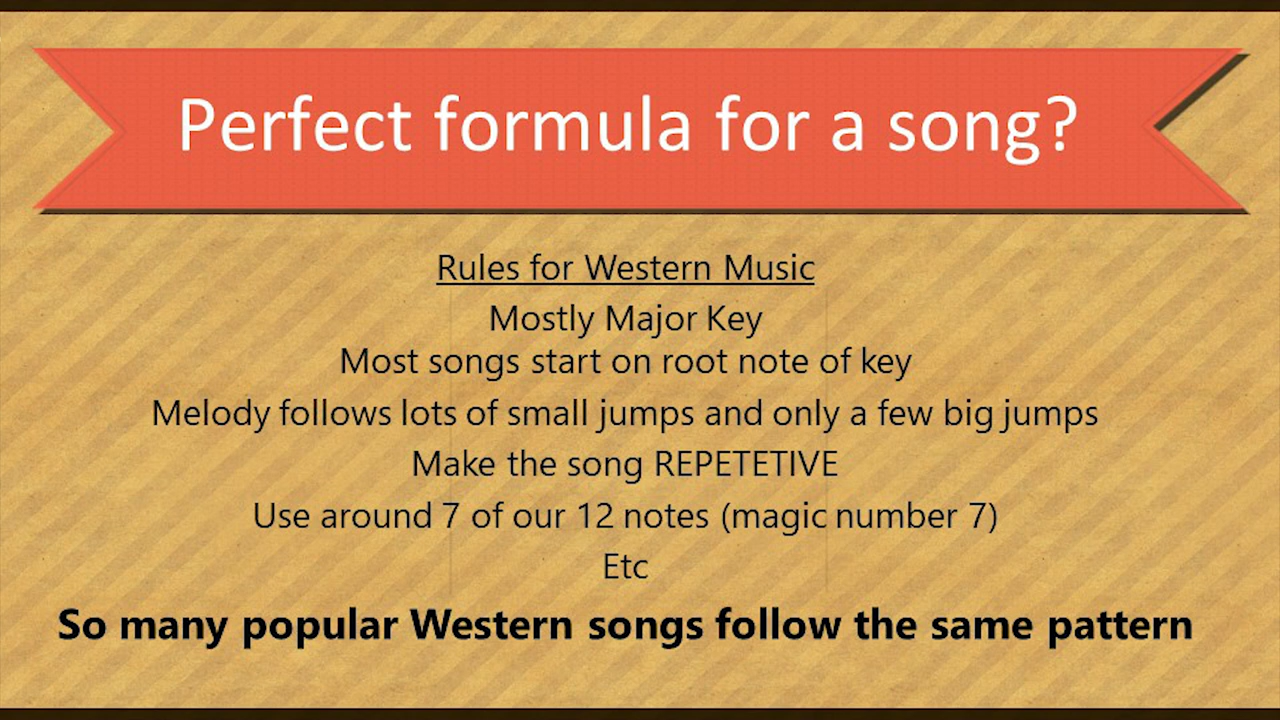 Perfect formula for a song?
Rules for Western Music
Mostly Major Key
Most songs start on root note of key
Melody follows lots of small jumps and only a few big jumps
Make the song REPETETIVE
Use around 7 of our 12 notes (magic number 7)
Etc
So many popular Western songs follow the same pattern